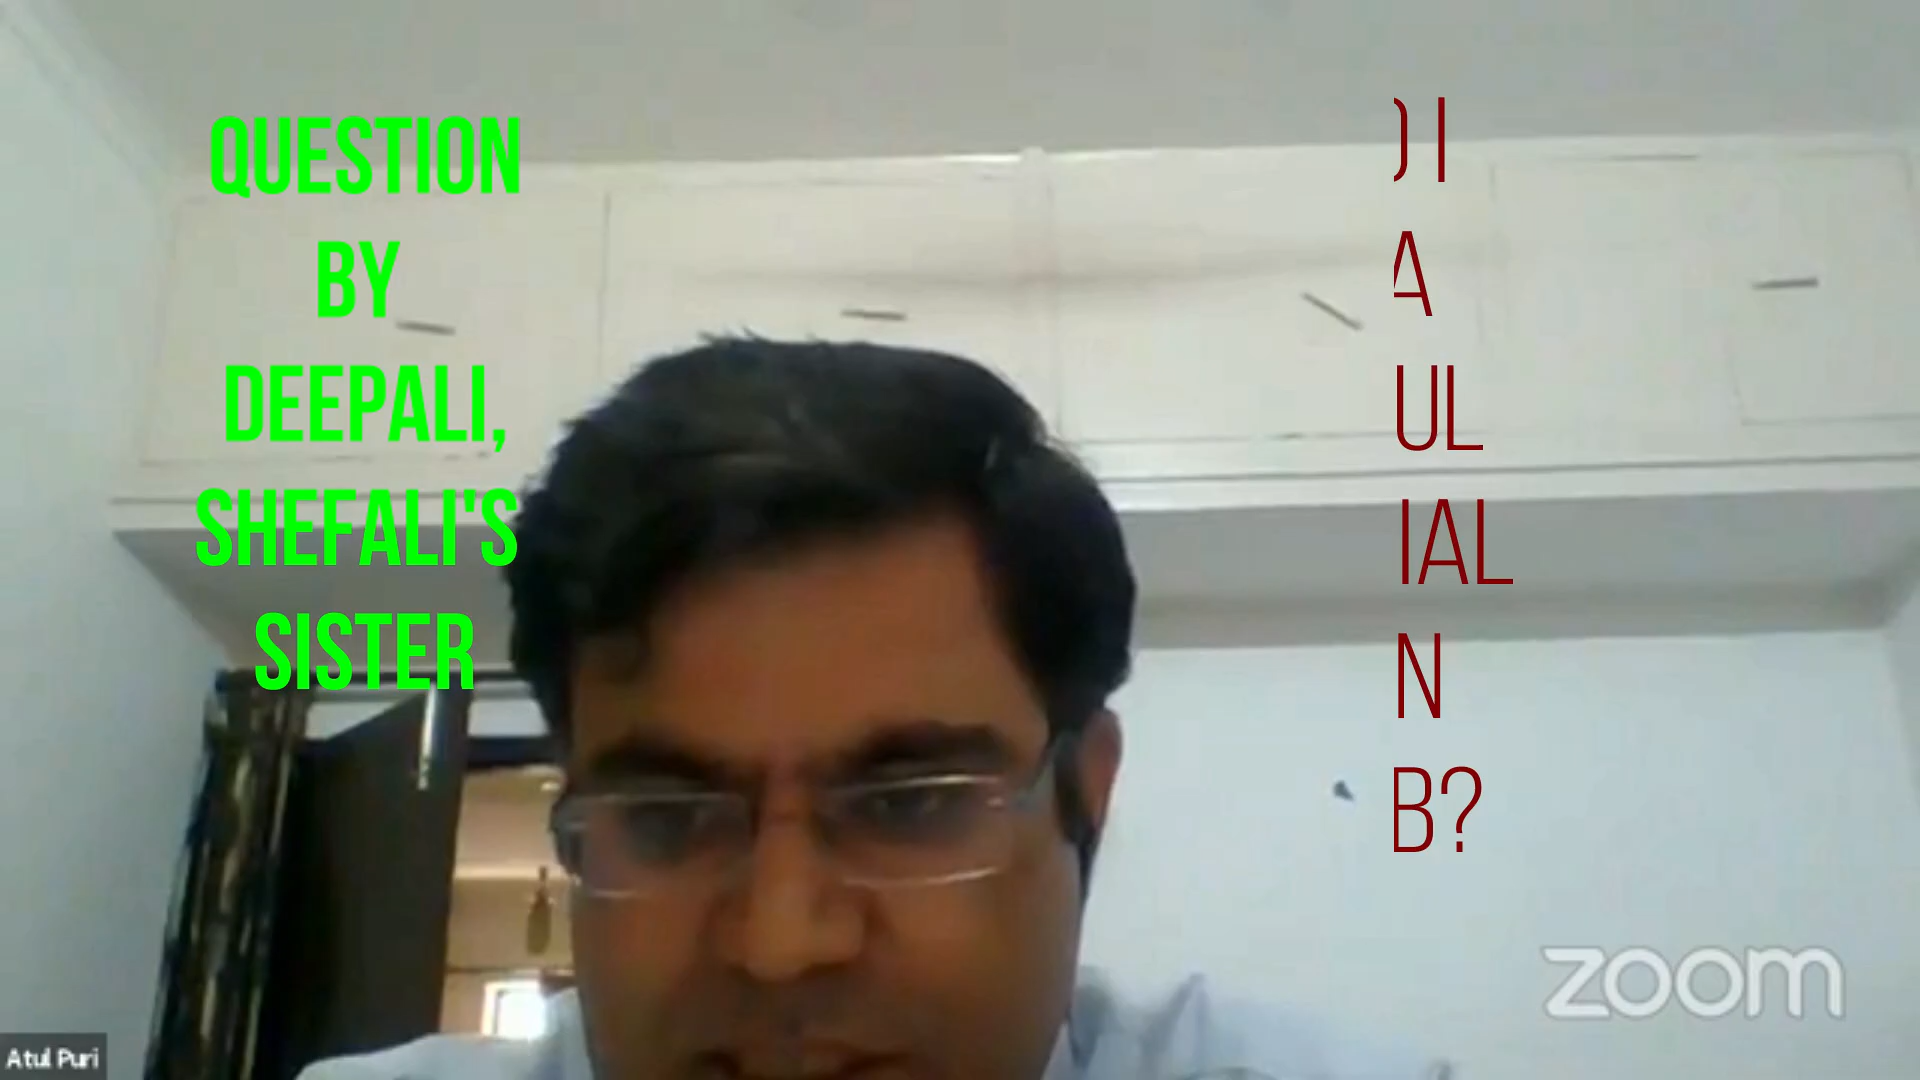 QUESTION
BY
DEEPALI,
SHEFALI'S
SISTER
I
A
UL
IAL
N
B?
zoom
Atul Puri